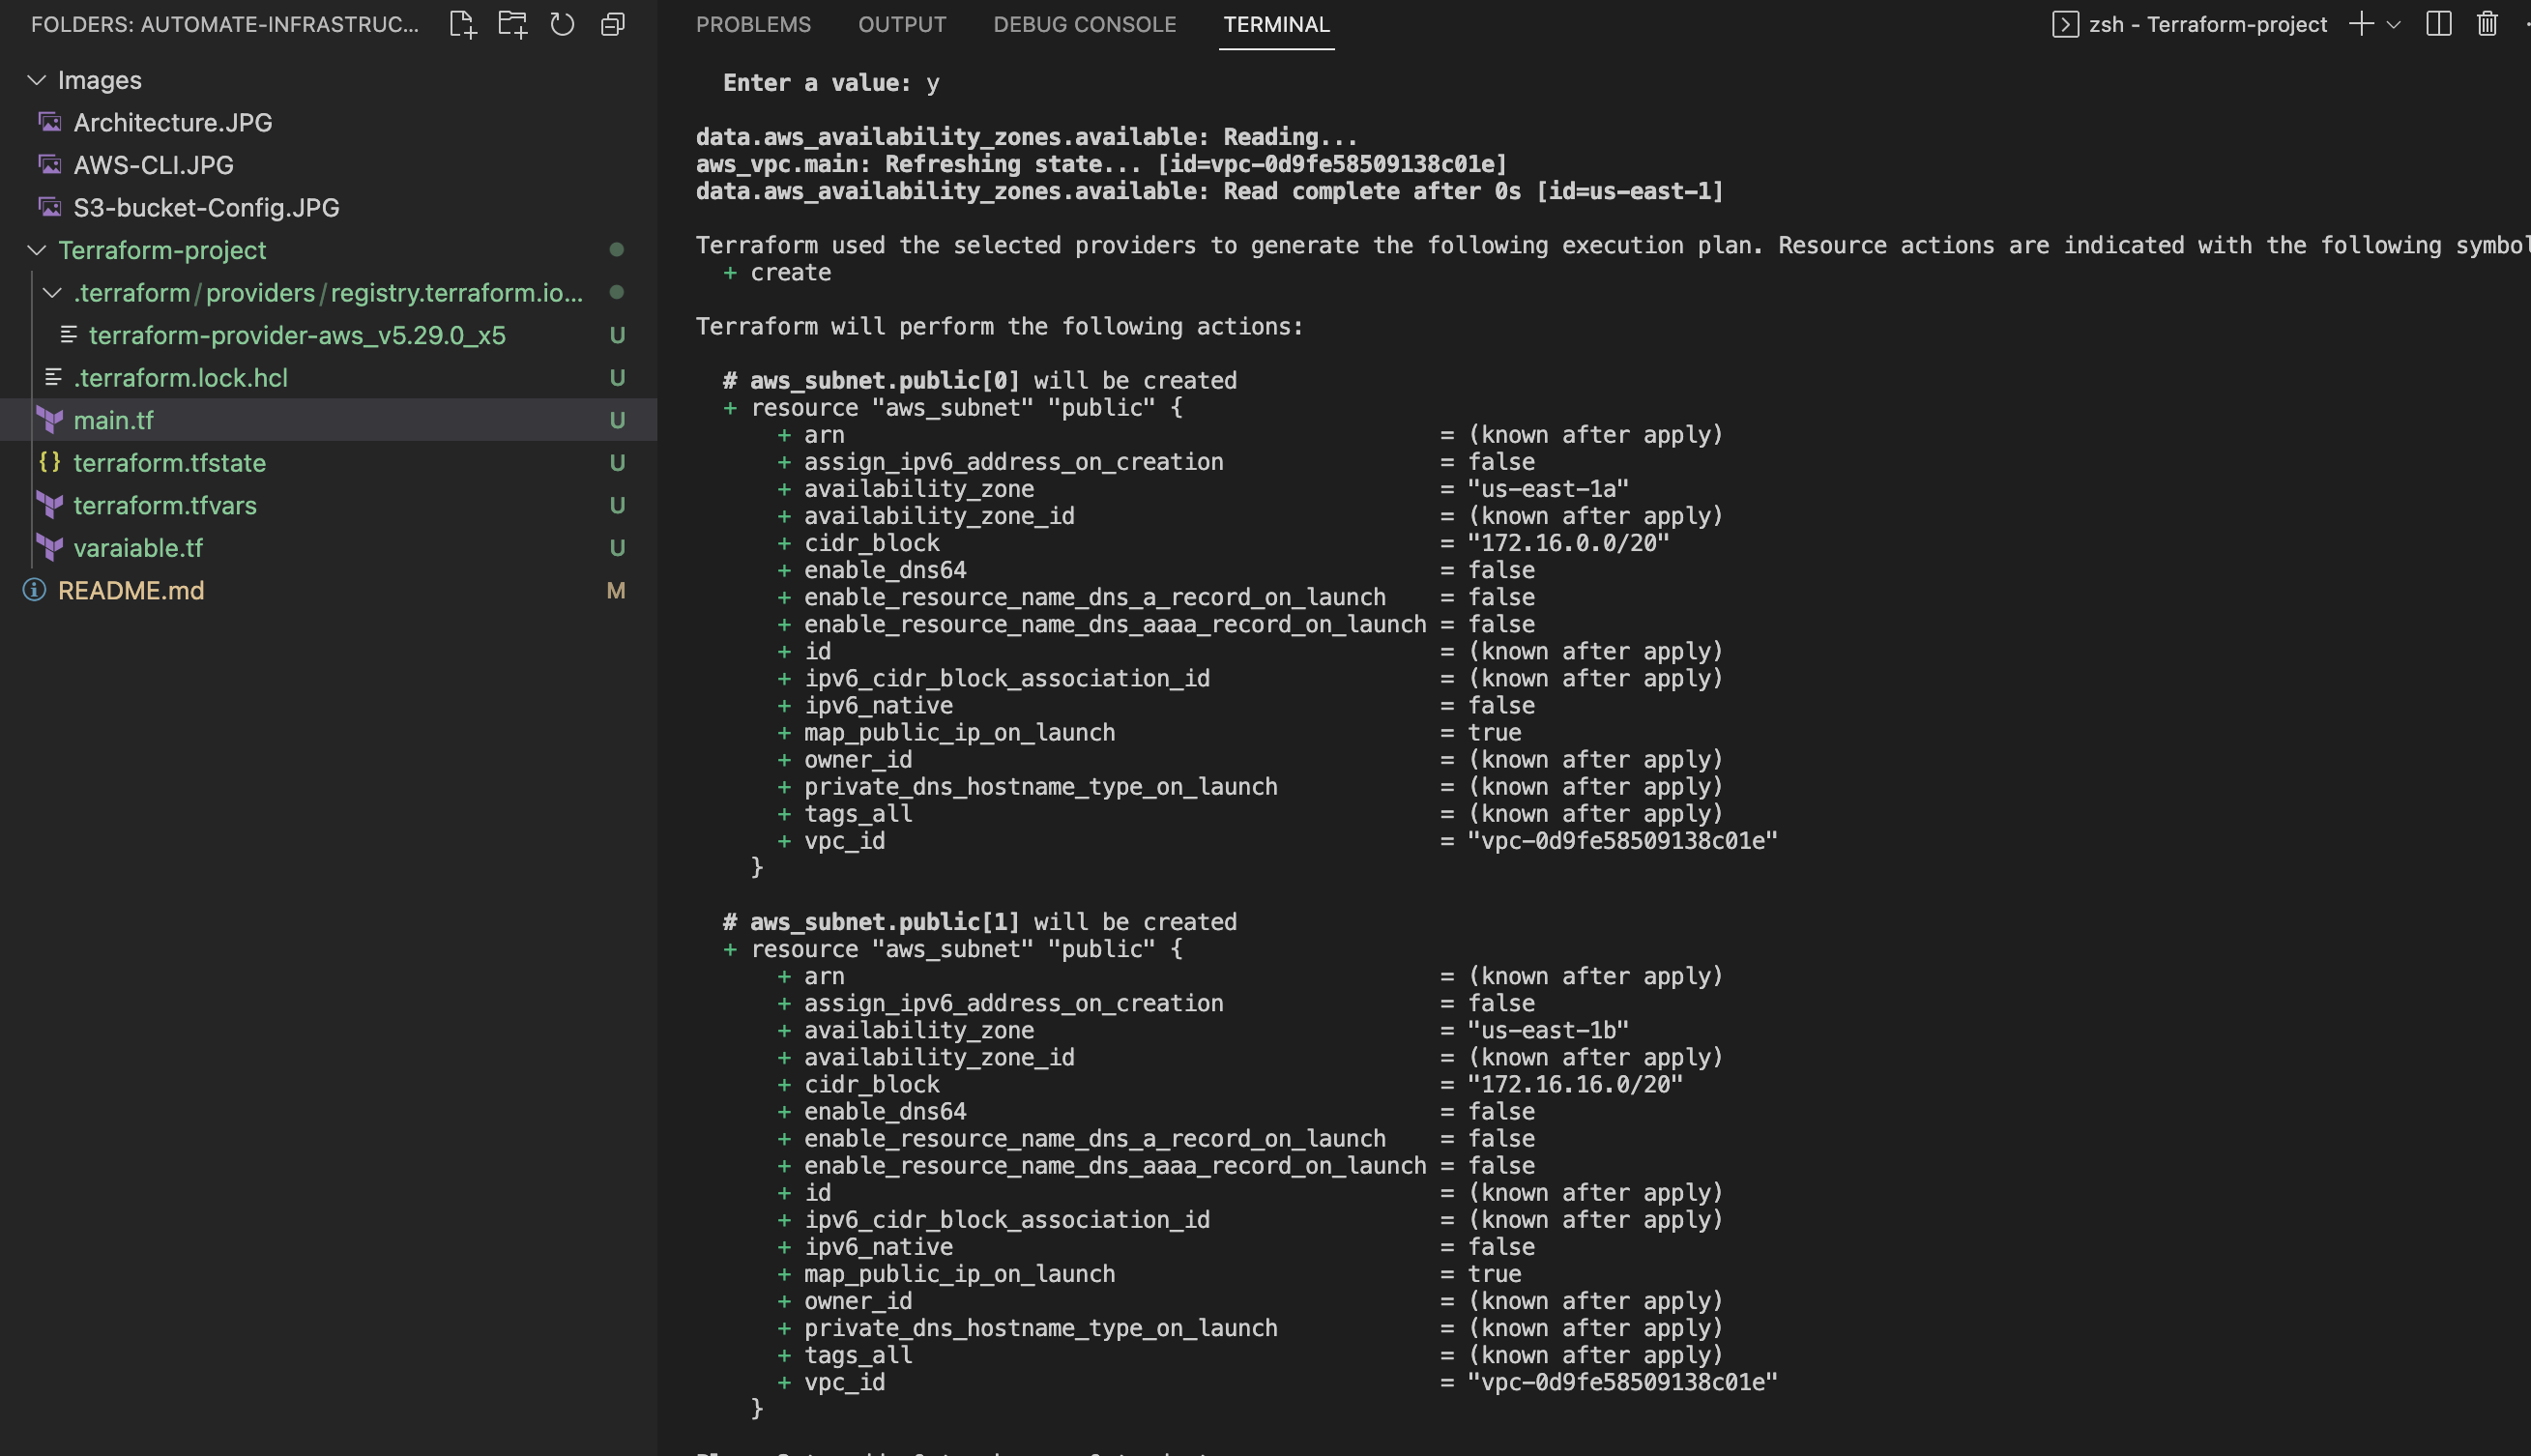 FOLDERS: AUTOMATE-INFRASTRUC...
Images
Architecture.JPG
AWS-CLI.JPG
S3-bucket-Config.JPG
Terraform-project
.terraform/providers/registry.terraform.io...
terraform-provider-aws_v5.29.0_x5 U
.terraform.lock.hcl U
main.tf U
{} terraform.tfstate U
terraform.tfvars U
varaiable.tf U
README.md M
PROBLEMS OUTPUT DEBUG CONSOLE TERMINAL zsh - Terraform-project
Enter a value: y
data.aws_availability_zones.available: Reading...
aws_vpc.main: Refreshing state... [id=vpc-0d9fe58509138c01e]
data.aws_availability_zones.available: Read complete after 0s [id=us-east-1]
Terraform used the selected providers to generate the following execution plan. Resource actions are indicated with the following symbol
+ create
Terraform will perform the following actions:
# aws_subnet.public[0] will be created
+ resource "aws_subnet" "public" {
+ arn = (known after apply)
+ assign_ipv6_address_on_creation = false
+ availability_zone = "us-east-1a"
+ availability_zone_id = (known after apply)
+ cidr_block = "172.16.0.0/20"
+ enable_dns64 = false
+ enable_resource_name_dns_a_record_on_launch = false
+ enable_resource_name_dns_aaaa_record_on_launch = false
+ id = (known after apply)
+ ipv6_cidr_block_association_id = (known after apply)
+ ipv6_native = false
+ map_public_ip_on_launch = true
+ owner_id = (known after apply)
+ private_dns_hostname_type_on_launch = (known after apply)
+ tags_all = (known after apply)
+ vpc_id = "vpc-0d9fe58509138c01e"
}
# aws_subnet.public[1] will be created
+ resource "aws_subnet" "public" {
+ arn = (known after apply)
+ assign_ipv6_address_on_creation = false
+ availability_zone = "us-east-1b"
+ availability_zone_id = (known after apply)
+ cidr_block = "172.16.16.0/20"
+ enable_dns64 = false
+ enable_resource_name_dns_a_record_on_launch = false
+ enable_resource_name_dns_aaaa_record_on_launch = false
+ id = (known after apply)
+ ipv6_cidr_block_association_id = (known after apply)
+ ipv6_native = false
+ map_public_ip_on_launch = true
+ owner_id = (known after apply)
+ private_dns_hostname_type_on_launch = (known after apply)
+ tags_all = (known after apply)
+ vpc_id = "vpc-0d9fe58509138c01e"
}